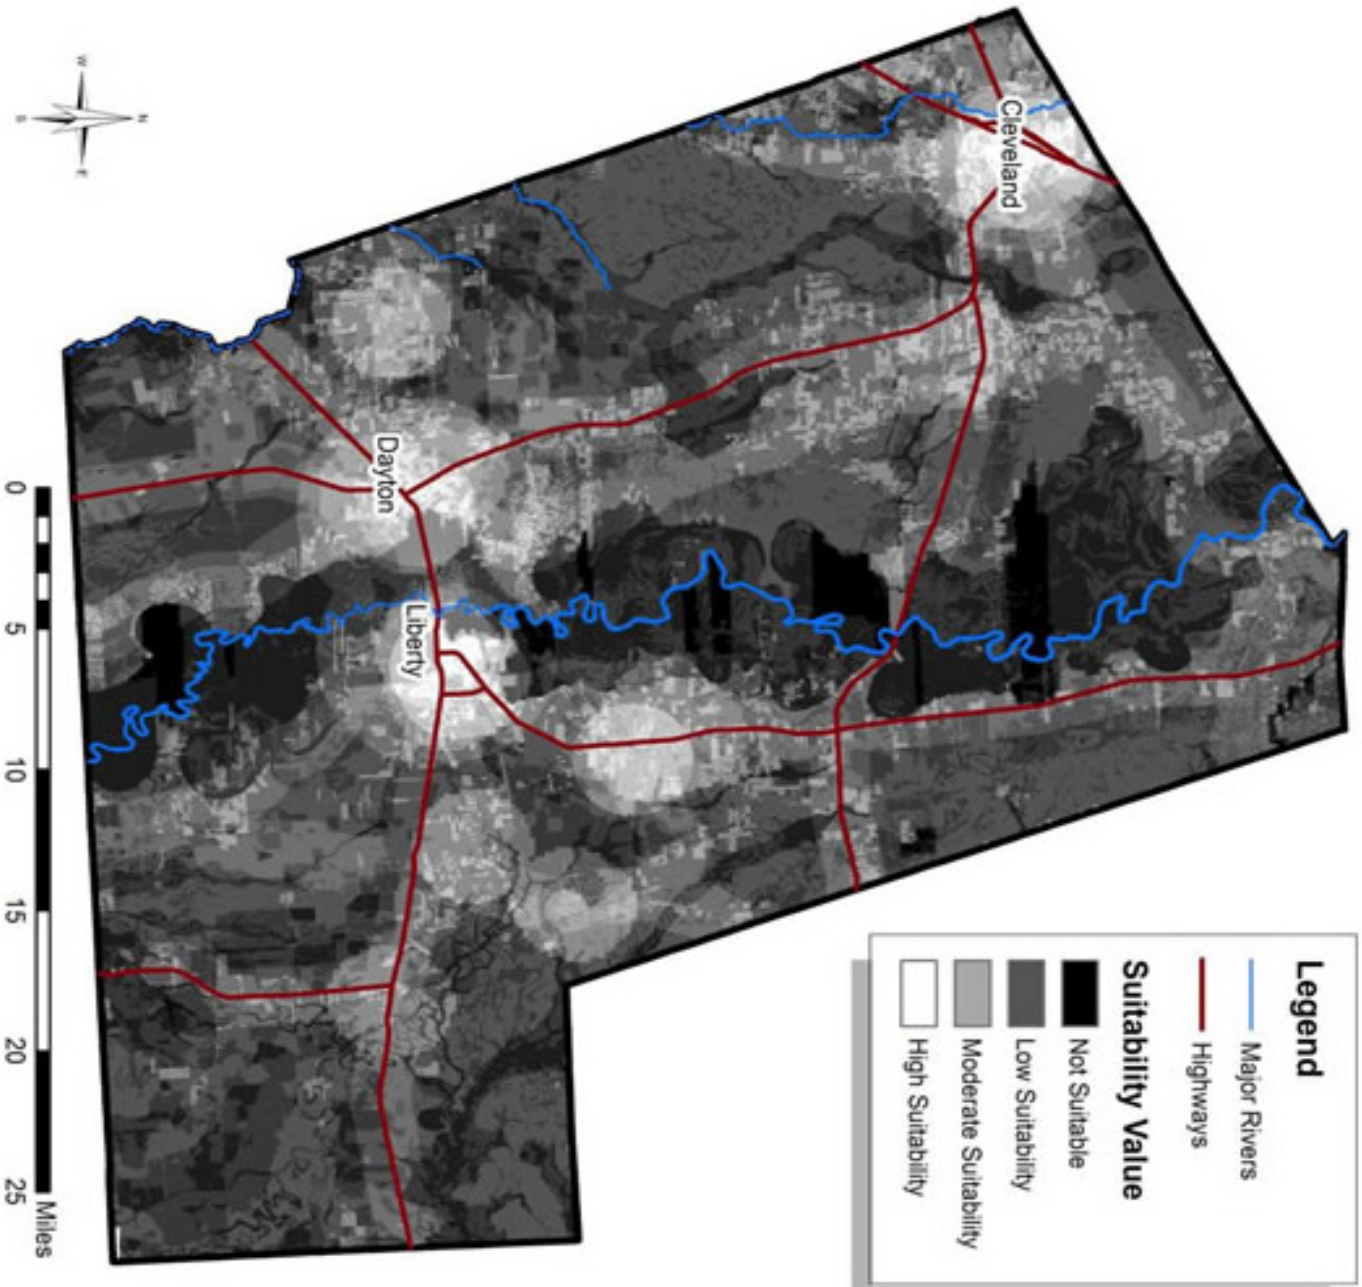 Cleveland
Dayton
Liberty
Legend
Major Rivers
Highways
Suitability Value
Not Suitable
Low Suitability
Moderate Suitability
High Suitability
N
W
E
S
0 5 10 15 20 25
Miles